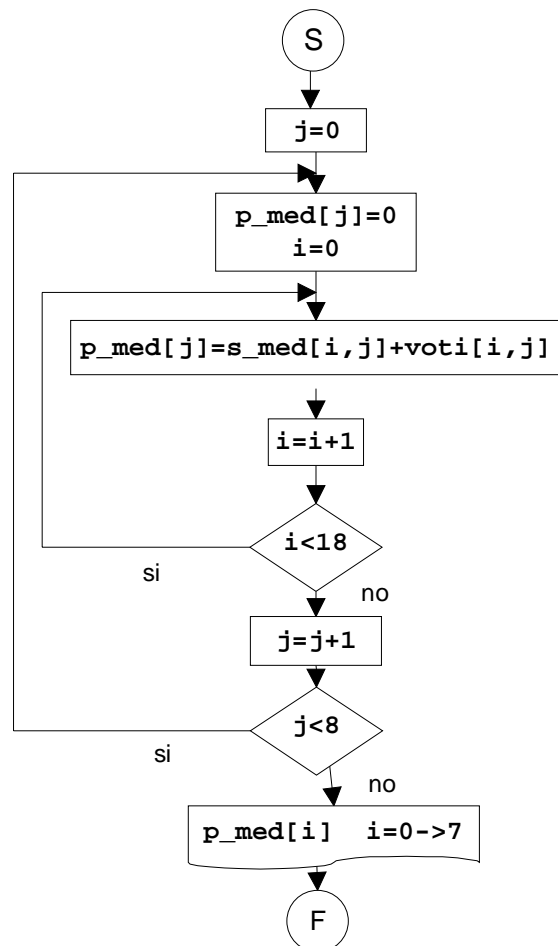 S
j=0
p_med[j]=0
i=0
p_med[j]=s_med[i,j]+voti[i,j]
i=i+1
i<18
si
no
j=j+1
j<8
si
no
p_med[i] i=0->7
F